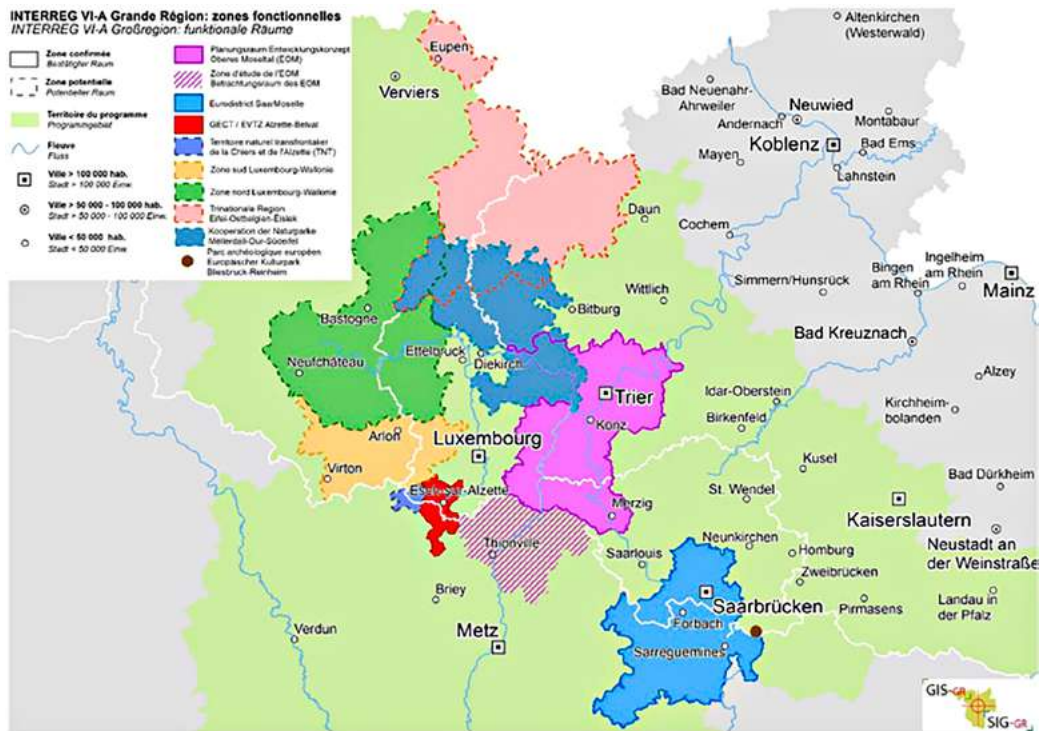 INTERREG VI-A Grande Région: zones fonctionnelles
INTERREG VI-A Großregion: funktionale Räume
Zone confirmée
Bestätigter Raum
Zone potentielle
Potentieller Raum
Territoire du programme
Programmgebiet
Fleuve
Fluss
Ville > 100 000 hab.
Stadt > 100 000 Einw.
Ville > 50 000 - 100 000 hab.
Stadt > 50 000 - 100 000 Einw.
Ville < 50 000 hab.
Stadt < 50 000 Einw.
Planungsraum Entwicklungskonzept
Oberes Moseltal (EOM)
Zone d'étude de l'EOM
Betrachtungsraum des EOM
Eurodistrict SaarMoselle
GECT / EVTZ Alzette-Belval
Territoire naturel transfrontalier
de la Chiers et de l'Alzette (TNT)
Zone sud Luxembourg-Wallonie
Zone nord Luxembourg-Wallonie
Trinationale Region
Eifel-Ostbelgien-Éislek
Kooperation der Naturparke
Mëllerdall-Our-Südeifel
Parc archéologique européen
Europäischer Kulturpark
Bliesbruck-Reinheim
Eupen
Verviers
Altenkirchen
(Westerwald)
Bad Neuenahr-
Ahrweiler
Neuwied
Andernach
Montabaur
Koblenz
Bad Ems
Mayen
Lahnstein
Daun
Cochem
Simmern/Hunsrück
Bingen
am Rhein
Ingelheim
am Rhein
Mainz
Wittlich
Bitburg
Bastogne
Bad Kreuznach
Ettelbruck
Diekirch
Neufchâteau
Trier
Idar-Oberstein
Alzey
Kirchheim-
bolanden
Konz
Birkenfeld
Arlon
Luxembourg
Virton
Kusel
Bad Dürkheim
Esch-sur-Alzette
Merzig
St. Wendel
Kaiserslautern
Thionville
Neunkirchen
Saarlouis
Homburg
Neustadt an
der Weinstraße
Zweibrücken
Briey
Saarbrücken
Pirmasens
Landau in
der Pfalz
Forbach
Verdun
Metz
Sarreguemines
GIS-GR
SIG-GR